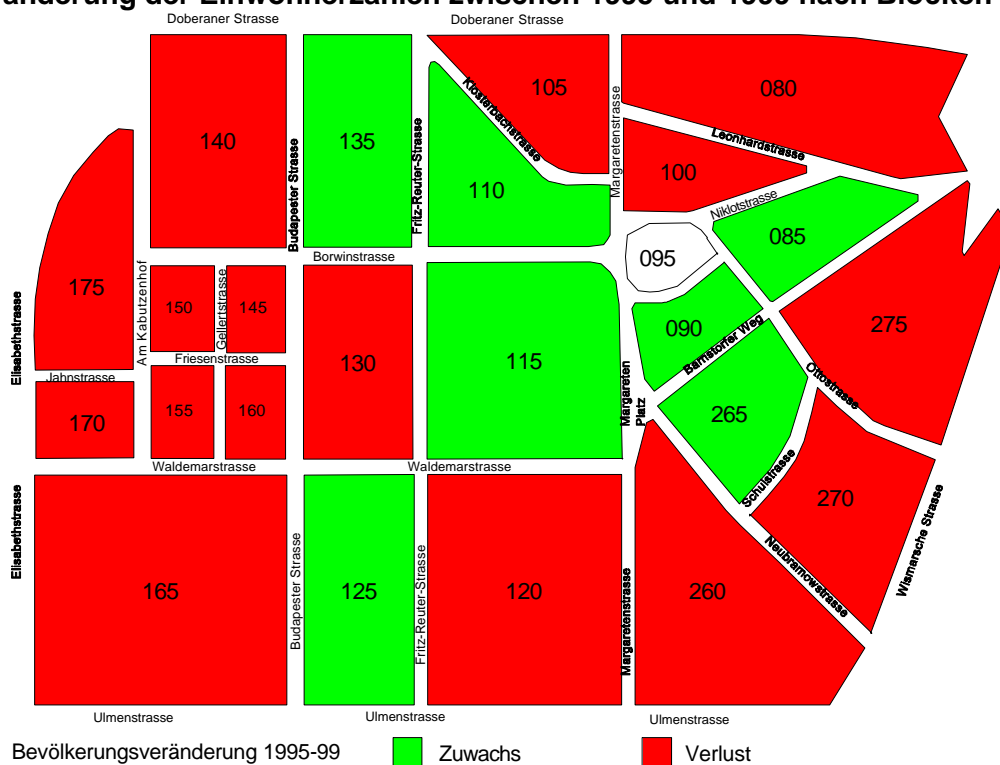 änderung der Einwohnerzahlen zwischen 1995 und 1999 nach Blöcken
Doberaner Strasse
Doberaner Strasse
140
135
105
080
Klosterbachstrasse
Margaretenstrasse
Leonhardstrasse
Budapester Strasse
Fritz-Reuter-Strasse
110
100
Niklotstrasse
085
Borwinstrasse
095
175
Am Kabutzenhof
150
Gellertstrasse
145
090
275
Elisabethstrasse
Friesenstrasse
130
115
Barnstorfer Weg
Jahnstrasse
Margareten
Platz
Ottostrasse
170
155
160
265
Waldemarstrasse
Waldemarstrasse
Schulstrasse
270
Elisabethstrasse
Wismarsche Strasse
Neubramowstrasse
165
Budapester Strasse
125
Fritz-Reuter-Strasse
120
Margaretenstrasse
260
Ulmenstrasse
Ulmenstrasse
Ulmenstrasse
Bevölkerungsveränderung 1995-99
Zuwachs
Verlust